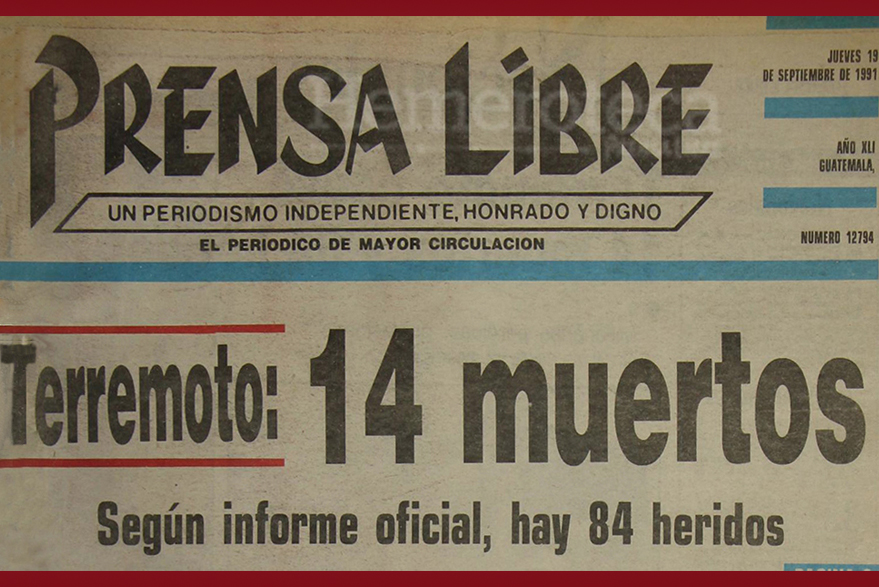 PRENSA LIBRE
UN PERIODISMO INDEPENDIENTE, HONRADO Y DIGNO
EL PERIODICO DE MAYOR CIRCULACION
JUEVES 19
DE SEPTIEMBRE DE 1991
AÑO XLI
GUATEMALA,
NUMERO 12794
Hemeroteca
Terremoto: 14 muertos
Según informe oficial, hay 84 heridos